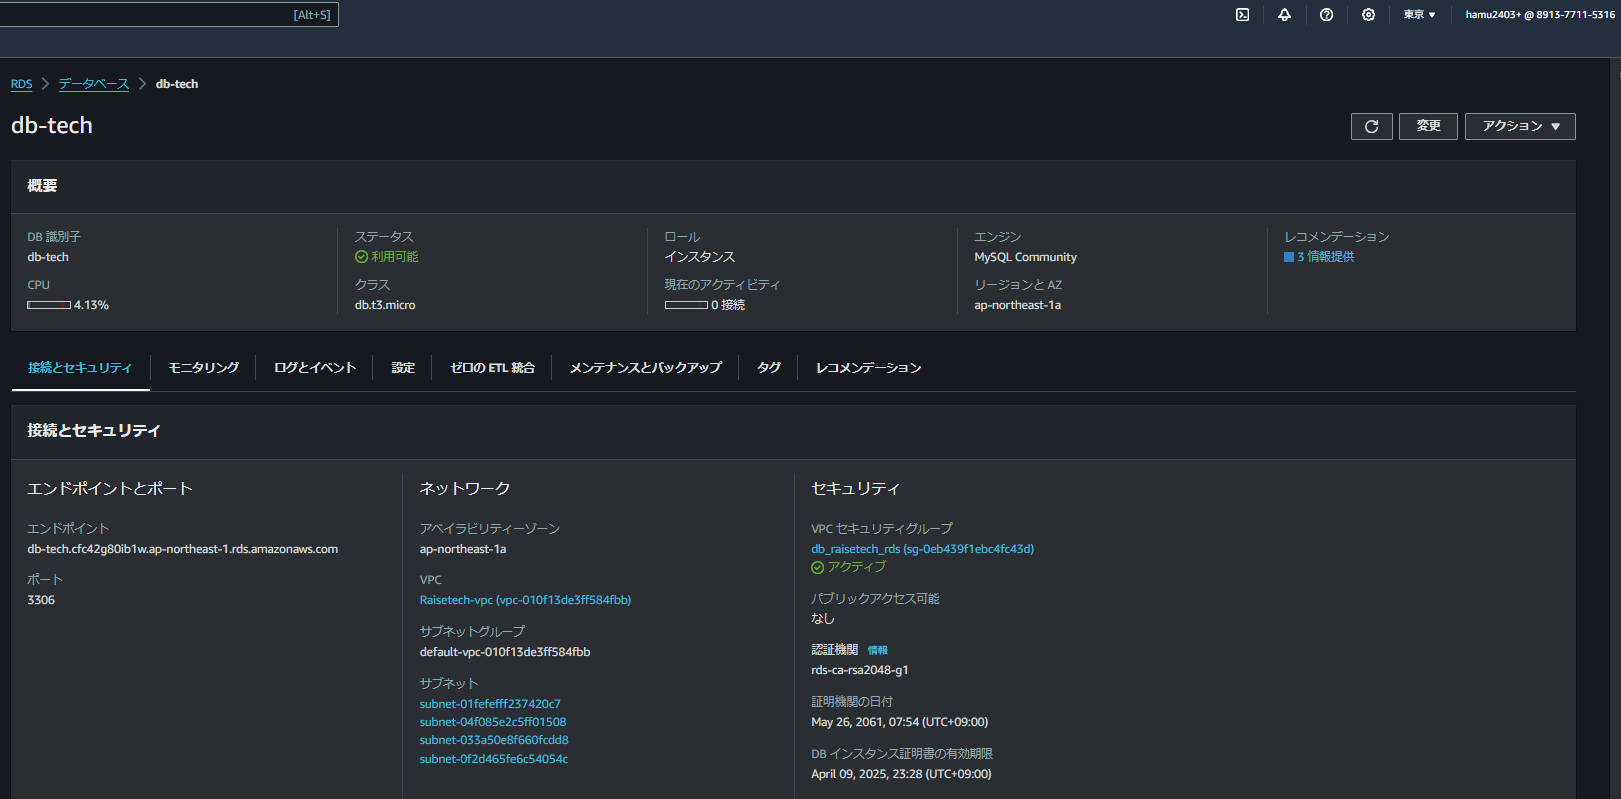 [Alt+S]
東京 ▼
hamu2403+ @ 8913-7711-5316
RDS > データベース > db-tech
db-tech
変更
アクション ▼
概要
DB 識別子
db-tech
CPU
4.13%
ステータス
利用可能
クラス
db.t3.micro
ロール
インスタンス
現在のアクティビティ
0 接続
エンジン
MySQL Community
リージョンと AZ
ap-northeast-1a
レコメンデーション
3 情報提供
接続とセキュリティ
モニタリング
ログとイベント
設定
ゼロの ETL 統合
メンテナンスとバックアップ
タグ
レコメンデーション
接続とセキュリティ
エンドポイントとポート
エンドポイント
db-tech.cfc42g80ib1w.ap-northeast-1.rds.amazonaws.com
ポート
3306
ネットワーク
アベイラビリティーゾーン
ap-northeast-1a
VPC
Raisetech-vpc (vpc-010f13de3ff584fbb)
サブネットグループ
default-vpc-010f13de3ff584fbb
サブネット
subnet-01fefefff237420c7
subnet-04f085e2c5ff01508
subnet-033a50e8f660fcdd8
subnet-0f2d465fe6c54054c
セキュリティ
VPC セキュリティグループ
db_raisetech_rds (sg-0eb439f1ebc4fc43d)
アクティブ
パブリックアクセス可能
なし
認証機関 情報
rds-ca-rsa2048-g1
証明機関の日付
May 26, 2061, 07:54 (UTC+09:00)
DB インスタンス証明書の有効期限
April 09, 2025, 23:28 (UTC+09:00)